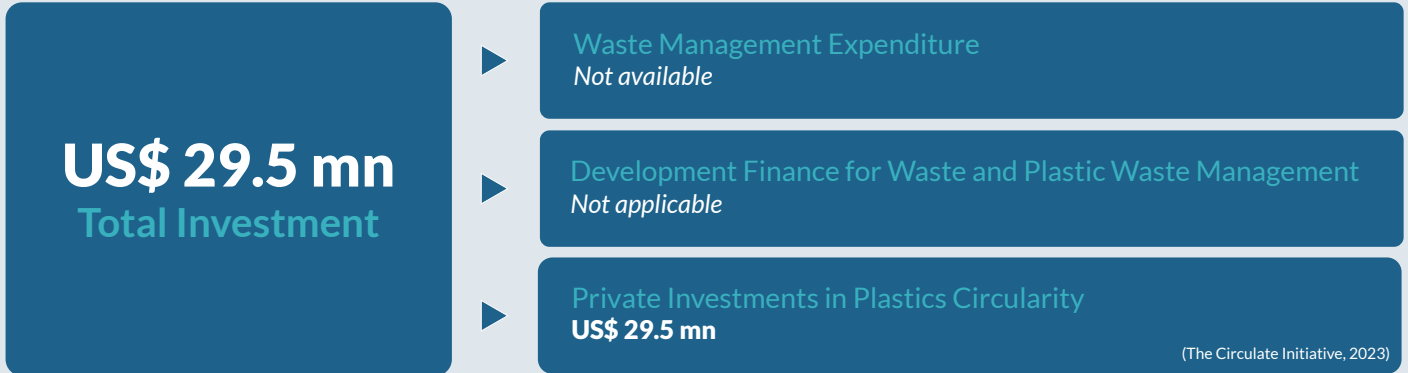 US$ 29.5 mn
Total Investment
Waste Management Expenditure
Not available
Development Finance for Waste and Plastic Waste Management
Not applicable
Private Investments in Plastics Circularity
US$ 29.5 mn
(The Circulate Initiative, 2023)